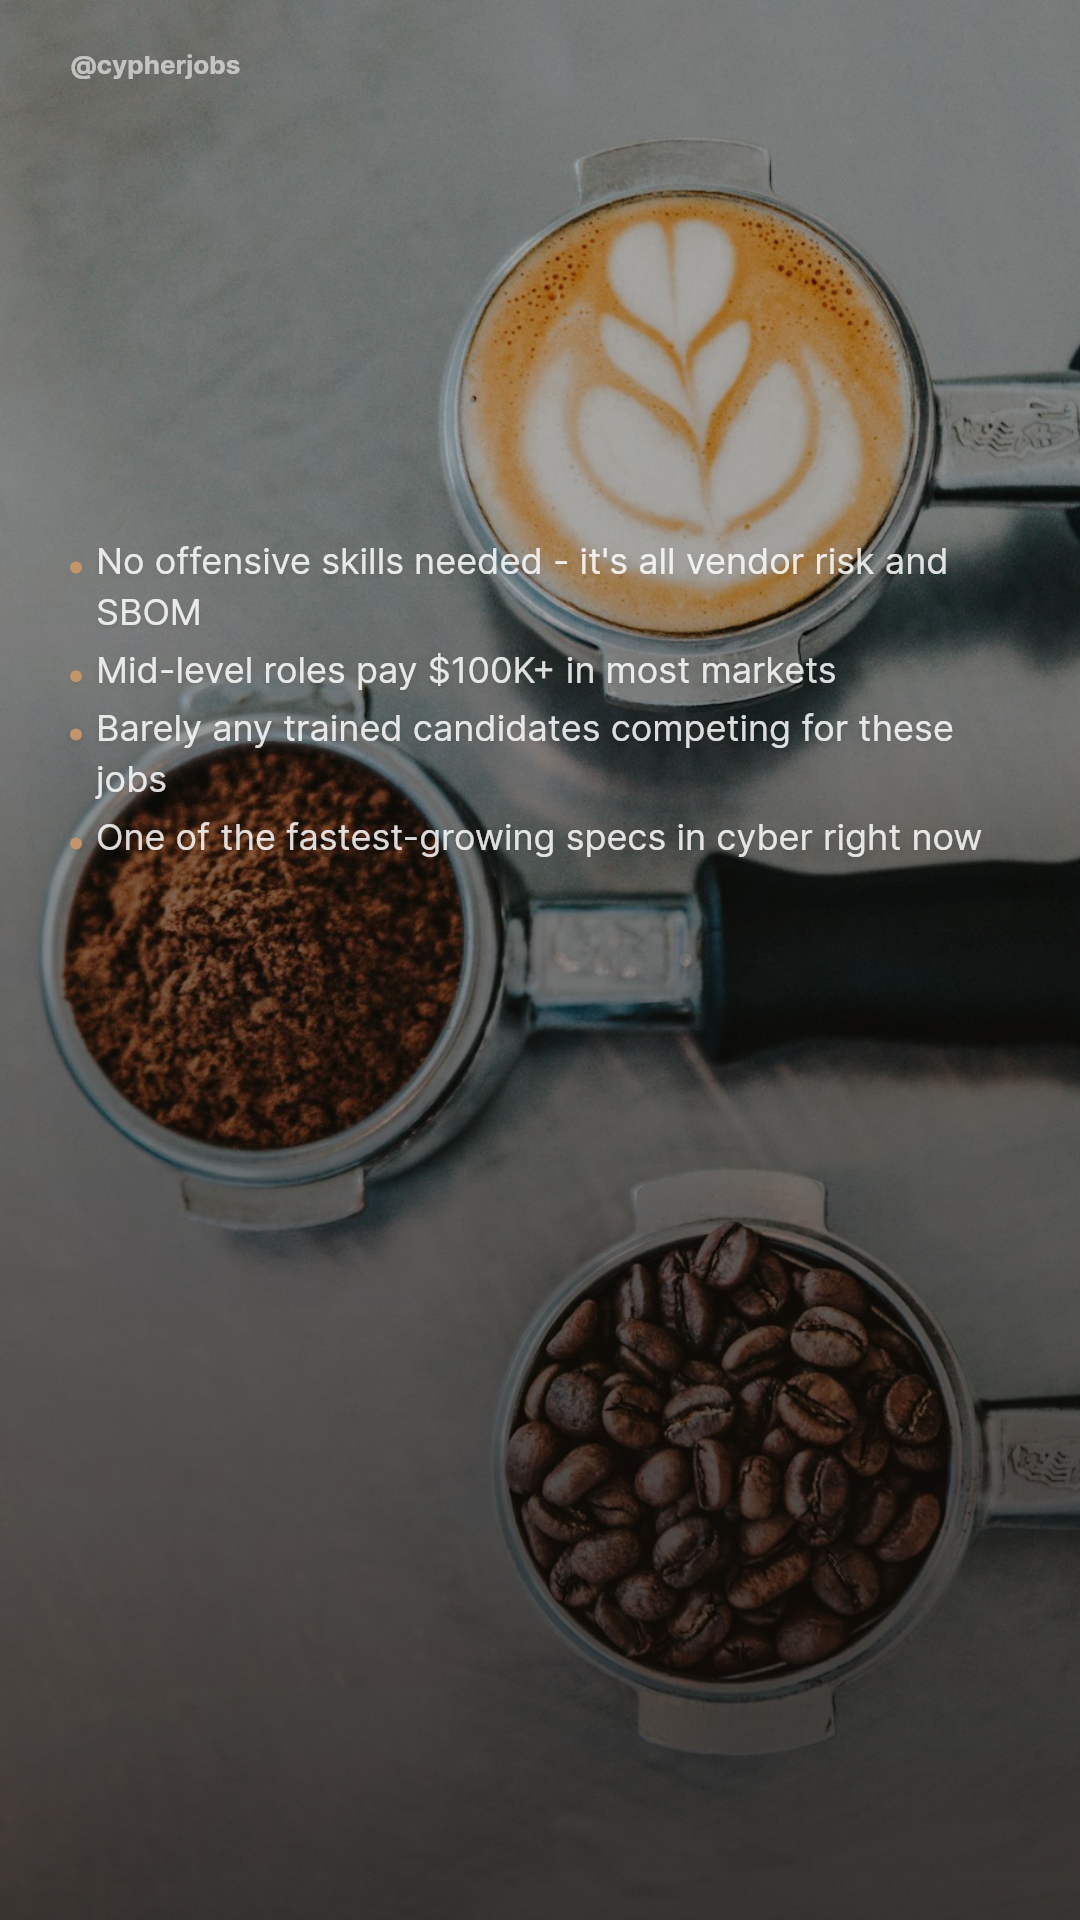 @cypherjobs
No offensive skills needed - it's all vendor risk and
SBOM
Mid-level roles pay $100K+ in most markets
Barely any trained candidates competing for these
jobs
One of the fastest-growing specs in cyber right now